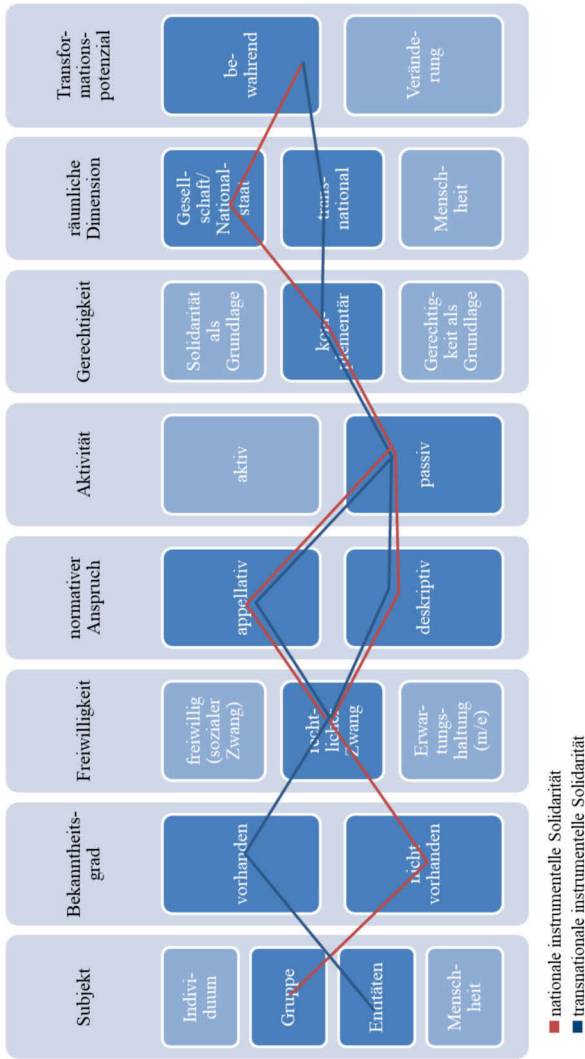 Subjekt
Indivi-
duum
Gruppe
Entitäten
Mensch-
heit
Bekanntheits-
grad
vorhanden
nicht
vorhanden
Freiwilligkeit
freiwillig
(sozialer
Zwang)
recht-
licher
Zwang
Erwar-
tungs-
haltung
(m/e)
normativer
Anspruch
appellativ
deskriptiv
Aktivität
aktiv
passiv
Gerechtigkeit
Solidarität
als
Grundlage
kom-
plementär
Gerechtig-
keit als
Grundlage
räumliche
Dimension
Gesell-
schaft/
National-
staat
trans-
national
Mensch-
heit
Transfor-
mations-
potenzial
be-
wahrend
Verände-
rung
nationale instrumentelle Solidarität
transnationale instrumentelle Solidarität